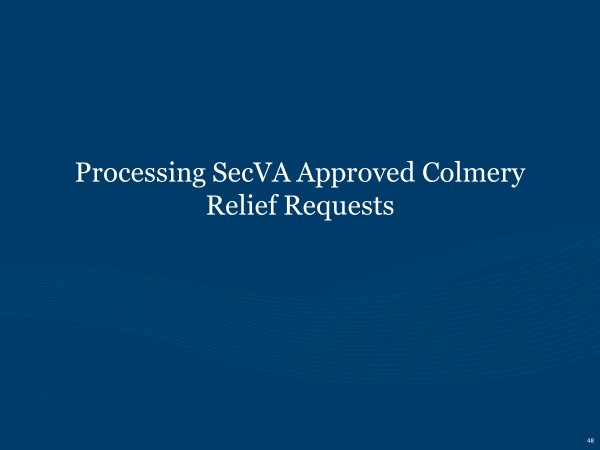 Processing SecVA Approved Colmery
Relief Requests
48